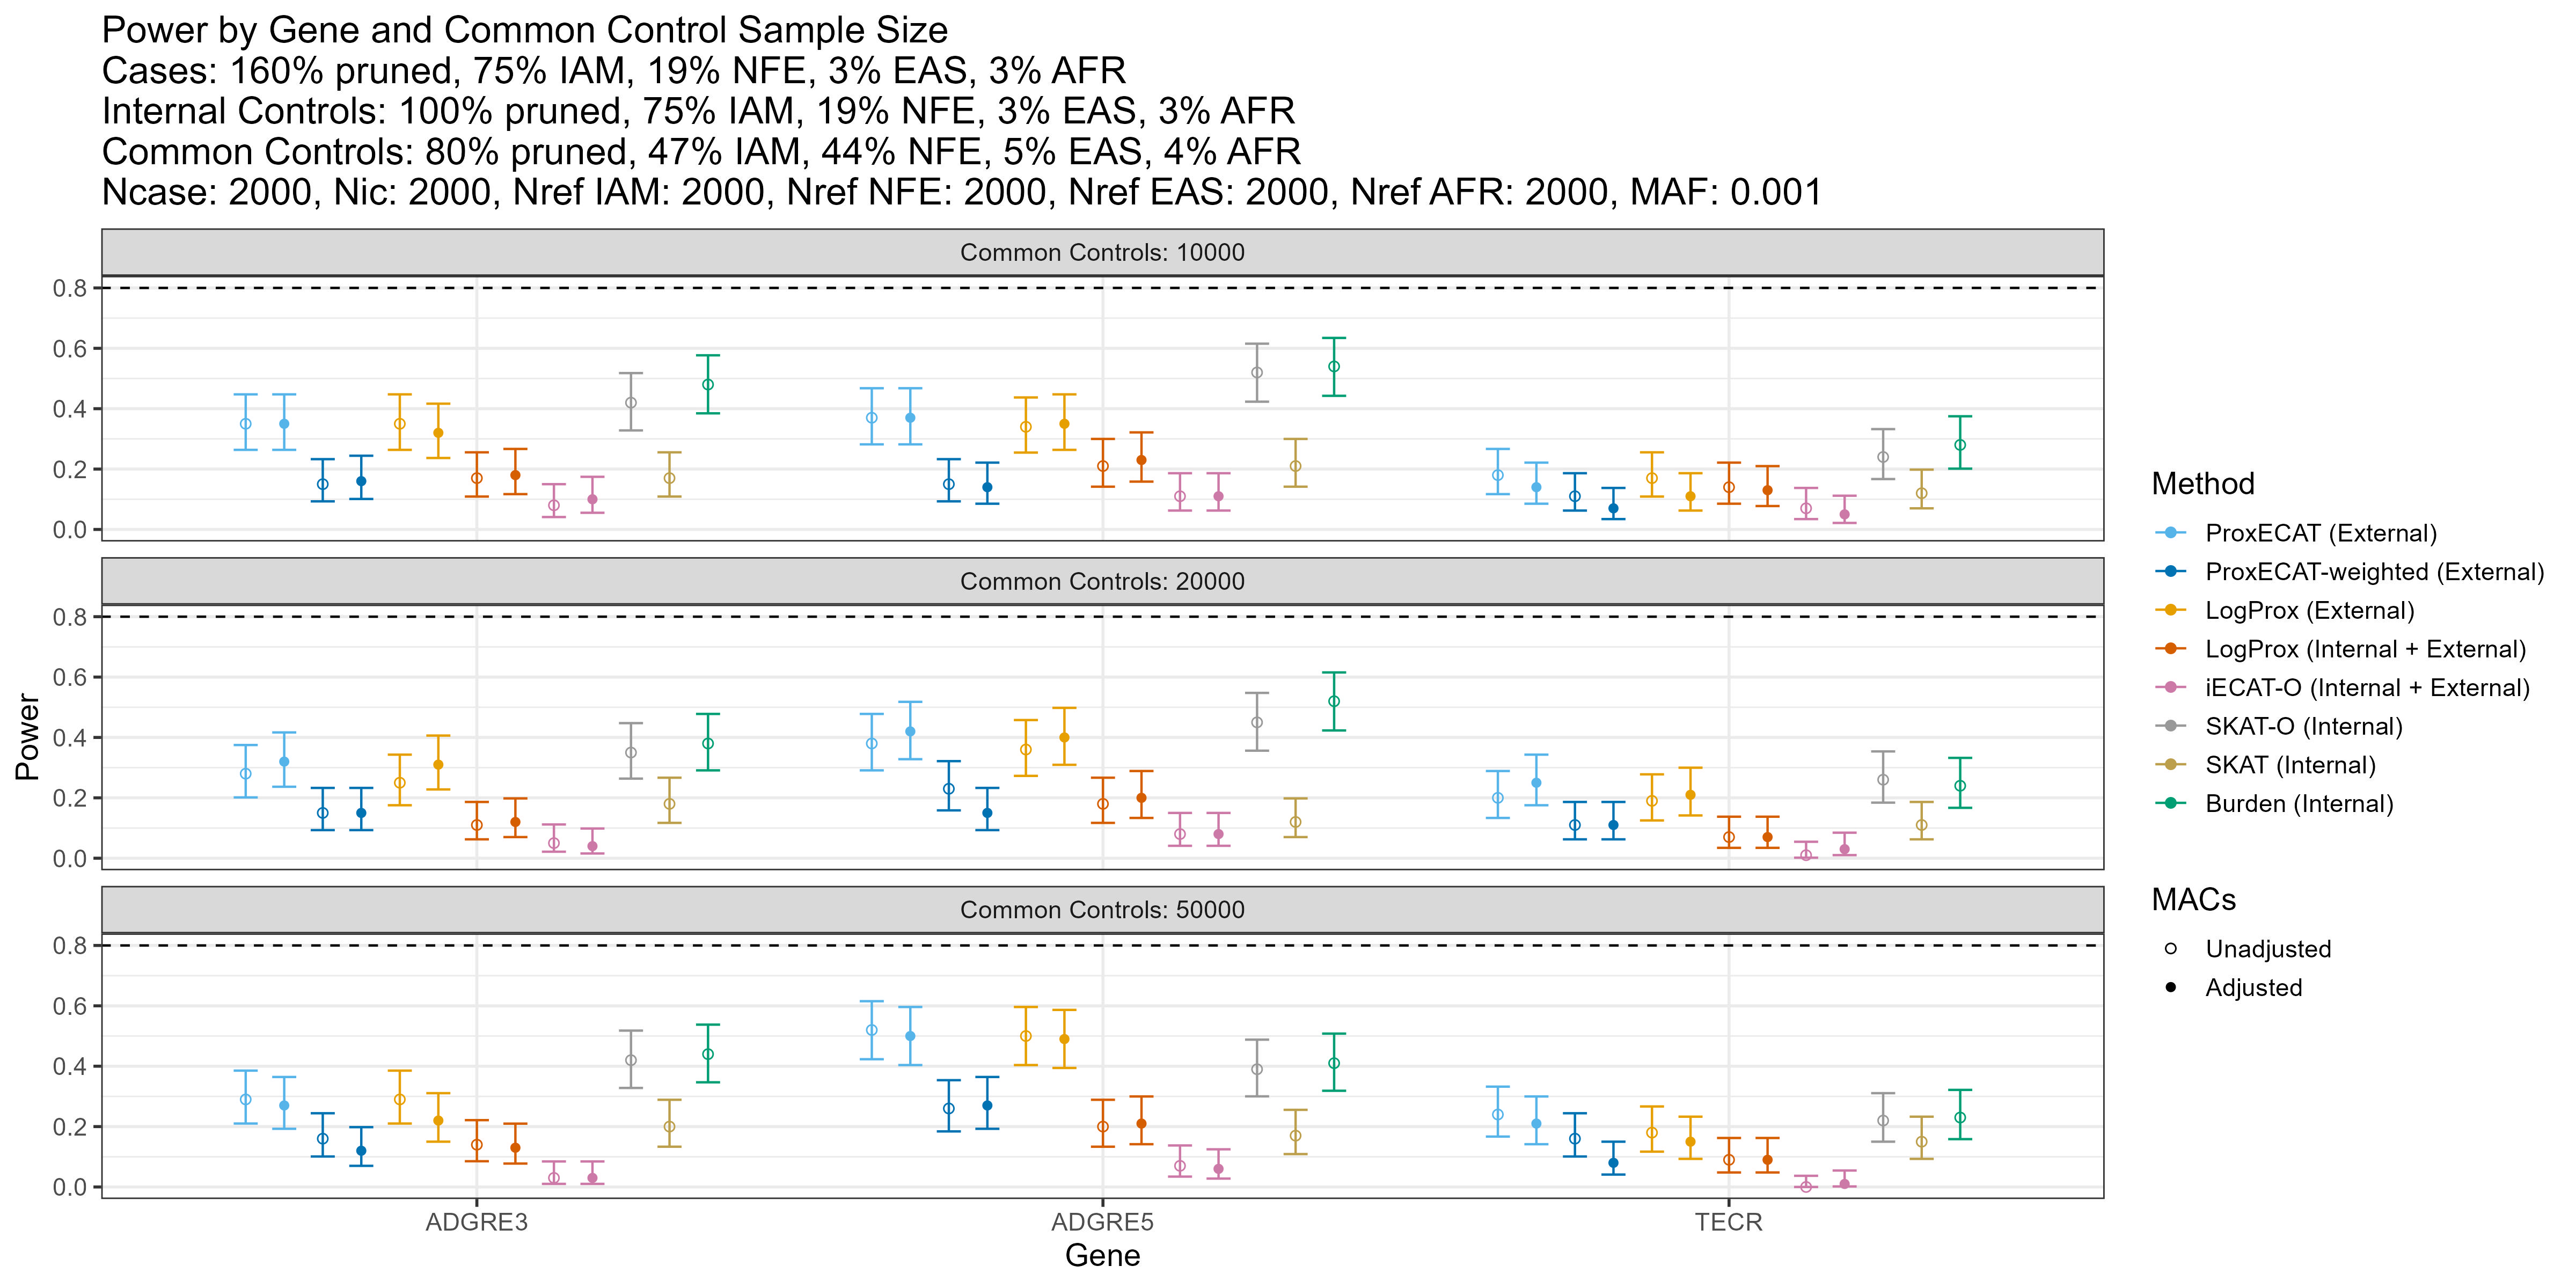 Power by Gene and Common Control Sample Size
Cases: 160% pruned, 75% IAM, 19% NFE, 3% EAS, 3% AFR
Internal Controls: 100% pruned, 75% IAM, 19% NFE, 3% EAS, 3% AFR
Common Controls: 80% pruned, 47% IAM, 44% NFE, 5% EAS, 4% AFR
Ncase: 2000, Nic: 2000, Nref IAM: 2000, Nref NFE: 2000, Nref EAS: 2000, Nref AFR: 2000, MAF: 0.001
Common Controls: 10000
0.8
0.6
0.4
0.2
0.0
Common Controls: 20000
0.8
0.6
0.4
0.2
0.0
Common Controls: 50000
0.8
0.6
0.4
0.2
0.0
Power
ADGRE3
ADGRE5
TECR
Gene
Method
ProxECAT (External)
ProxECAT-weighted (External)
LogProx (External)
LogProx (Internal + External)
iECAT-O (Internal + External)
SKAT-O (Internal)
SKAT (Internal)
Burden (Internal)
MACs
Unadjusted
Adjusted